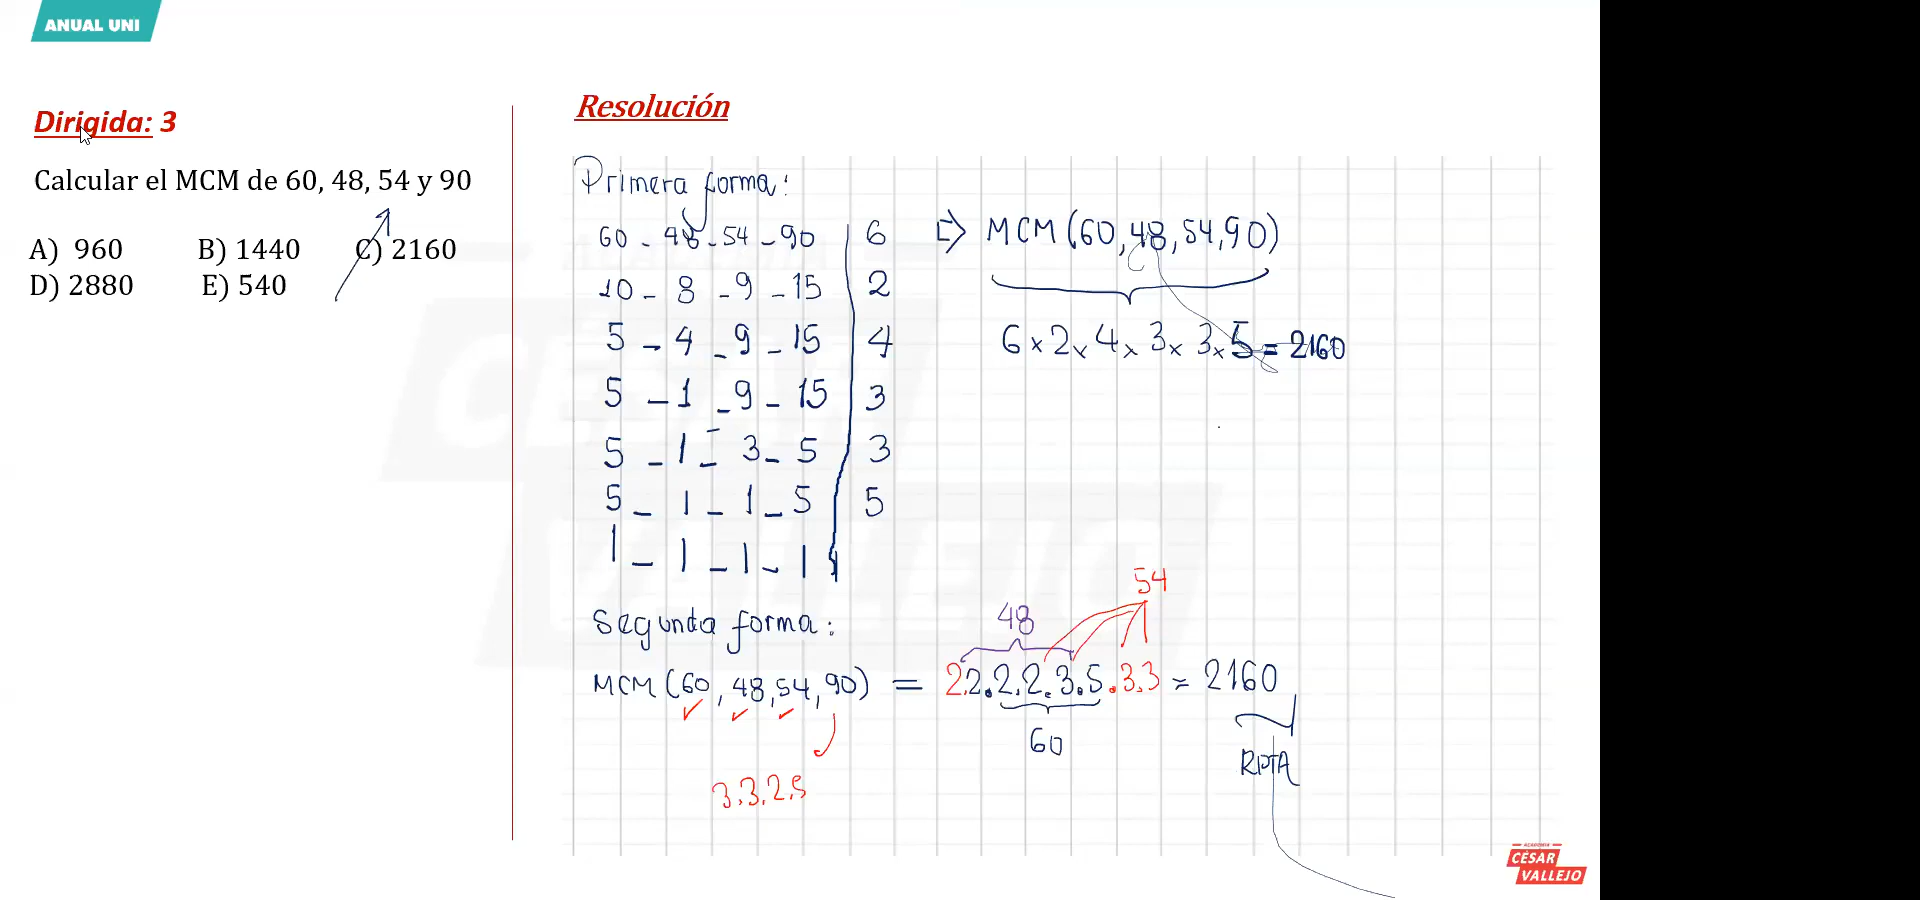 ANUAL UNI
Dirigida: 3
Calcular el MCM de 60, 48, 54 y 90
A) 960 B) 1440 C) 2160
D) 2880 E) 540
Resolución
Primera forma:
60 - 48 - 54 - 90 | 6
10 - 8 - 9 - 15 | 2
5 - 4 - 9 - 15 | 4
5 - 1 - 9 - 15 | 3
5 - 1 - 3 - 5 | 3
5 - 1 - 1 - 5 | 5
1 - 1 - 1 - 1
⇒ MCM(60,48,54,90)
6 × 2 × 4 × 3 × 3 × 5 = 2160
Segunda forma:
48
54
MCM(60, 48, 54, 90) = 2.2.2.2.3.5.3.3 = 2160
60
RPTA
3.3.2.5
ACADEMIA
CÉSAR
VALLEJO